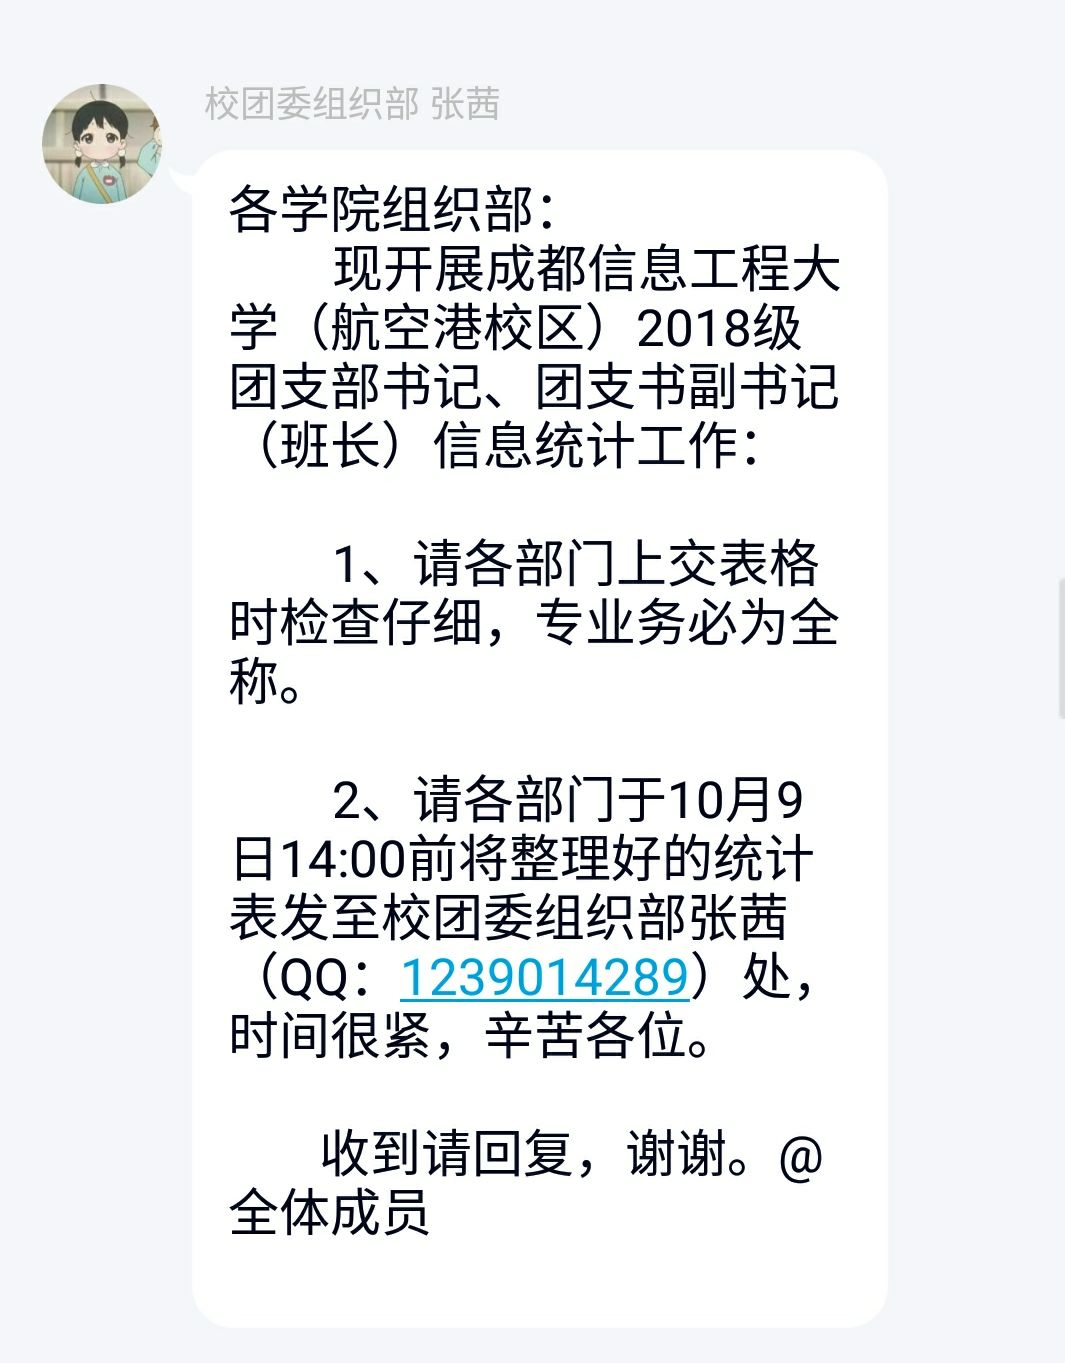 校团委组织部 张茜
各学院组织部：
现开展成都信息工程大
学（航空港校区）2018级
团支部书记、团支书副书记
（班长）信息统计工作：
1、请各部门上交表格
时检查仔细，专业务必为全
称。
2、请各部门于10月9
日14:00前将整理好的统计
表发至校团委组织部张茜
（QQ：1239014289）处，
时间很紧，辛苦各位。
收到请回复，谢谢。@
全体成员